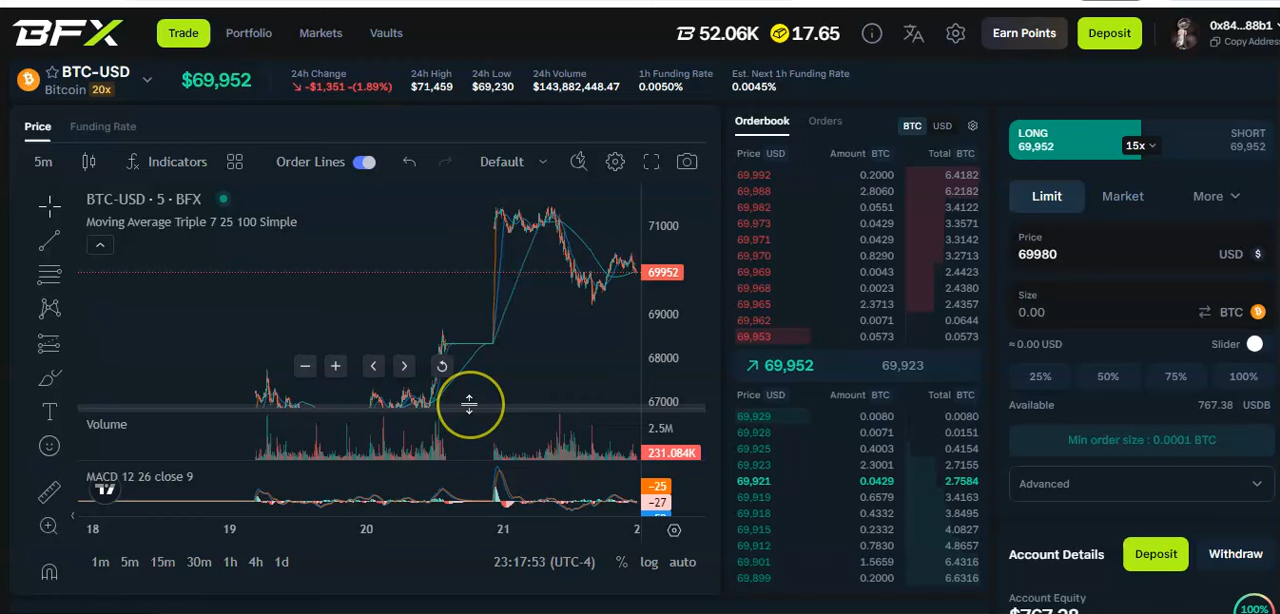 BFX
Trade Portfolio Markets Vaults
52.06K 17.65
Earn Points
Deposit
0x84...88b1
Copy Address
BTC-USD
Bitcoin 20x
$69,952
24h Change 24h High 24h Low 24h Volume 1h Funding Rate Est. Next 1h Funding Rate
-$1,351 -(1.89%) $71,459 $69,230 $143,882,448.47 0.0050% 0.0045%
Price Funding Rate
5m Indicators Order Lines Default
BTC-USD · 5 · BFX
Moving Average Triple 7 25 100 Simple
71000
69952
69000
68000
67000
Volume
2.5M
231.084K
MACD 12 26 close 9
−25
−27
18 19 20 21 2
1m 5m 15m 30m 1h 4h 1d
23:17:53 (UTC-4) % log auto
Orderbook Orders
BTC USD
Price USD Amount BTC Total BTC
69,992 0.2000 6.4182
69,988 2.8060 6.2182
69,982 0.0551 3.4122
69,973 0.0429 3.3571
69,971 0.0429 3.3142
69,970 0.8290 3.2713
69,969 0.0043 2.4423
69,968 0.0023 2.4380
69,965 2.3713 2.4357
69,962 0.0071 0.0644
69,953 0.0573 0.0573
69,952 69,923
Price USD Amount BTC Total BTC
69,929 0.0080 0.0080
69,928 0.0071 0.0151
69,925 0.4003 0.4154
69,923 2.3001 2.7155
69,921 0.0429 2.7584
69,919 0.6579 3.4163
69,918 0.4332 3.8495
69,915 0.2332 4.0827
69,912 0.7830 4.8657
69,901 1.5659 6.4316
69,899 0.2000 6.6316
LONG SHORT
69,952 15x 69,952
Limit Market More
Price
69980 USD $
Size
0.00 BTC
≈ 0.00 USD Slider
25% 50% 75% 100%
Available 767.38 USDB
Min order size : 0.0001 BTC
Advanced
Account Details Deposit Withdraw
Account Equity
$767.38
100%